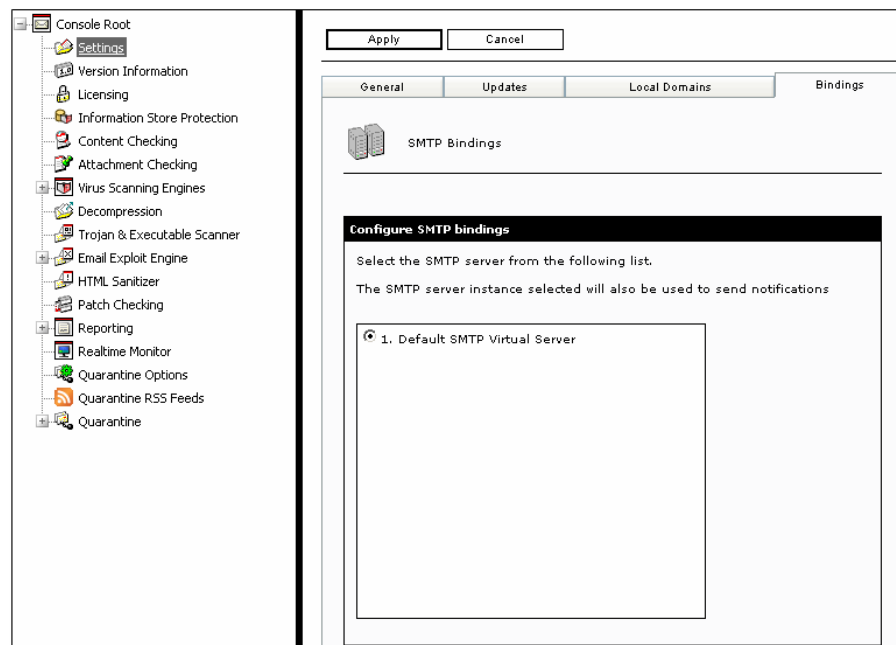 Console Root
Settings
Version Information
Licensing
Information Store Protection
Content Checking
Attachment Checking
Virus Scanning Engines
Decompression
Trojan & Executable Scanner
Email Exploit Engine
HTML Sanitizer
Patch Checking
Reporting
Realtime Monitor
Quarantine Options
Quarantine RSS Feeds
Quarantine
Apply Cancel
General Updates Local Domains Bindings
SMTP Bindings
Configure SMTP bindings
Select the SMTP server from the following list.
The SMTP server instance selected will also be used to send notifications
1. Default SMTP Virtual Server